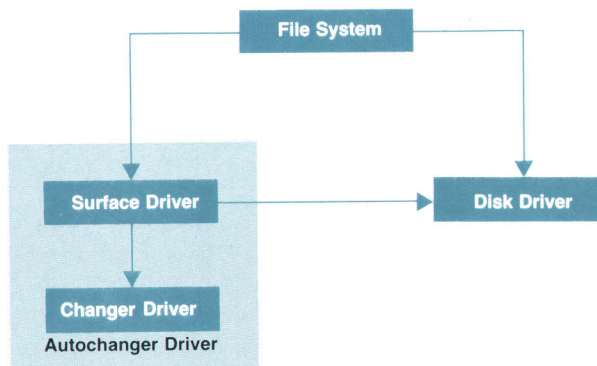 File System
Surface Driver
Disk Driver
Changer Driver
Autochanger Driver